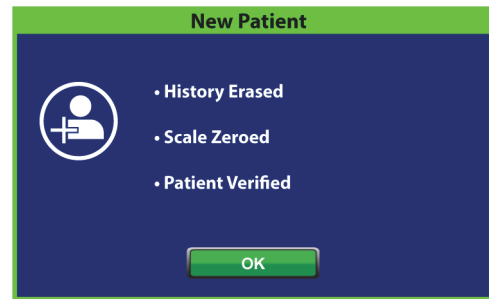 New Patient
• History Erased
• Scale Zeroed
• Patient Verified
OK